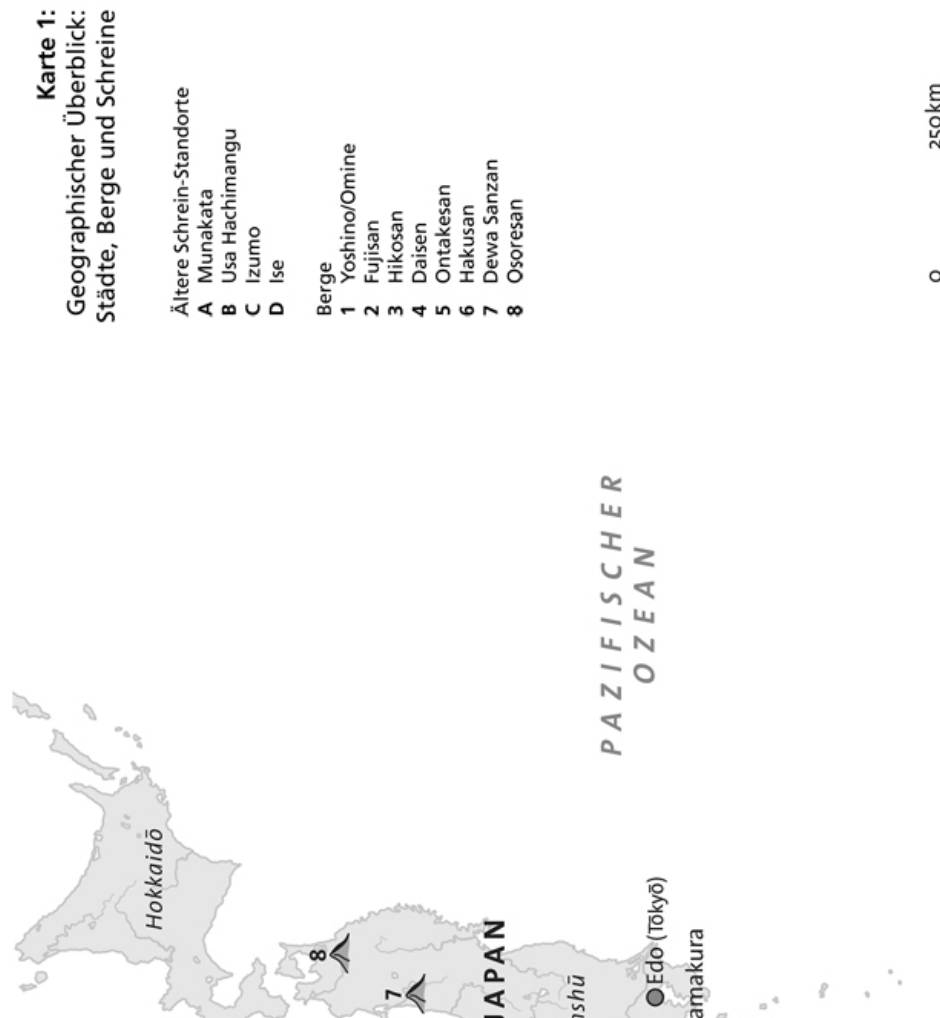 Karte 1:
Geographischer Überblick:
Städte, Berge und Schreine
Ältere Schrein-Standorte
A Munakata
B Usa Hachimangu
C Izumo
D Ise
Berge
1 Yoshino/Omine
2 Fujisan
3 Hikosan
4 Daisen
5 Ontakesan
6 Hakusan
7 Dewa Sanzan
8 Osoresan
0 250km
PAZIFISCHER
OZEAN
Hokkaidō
8
7
JAPAN
nshū
Edo (Tōkyō)
amakura